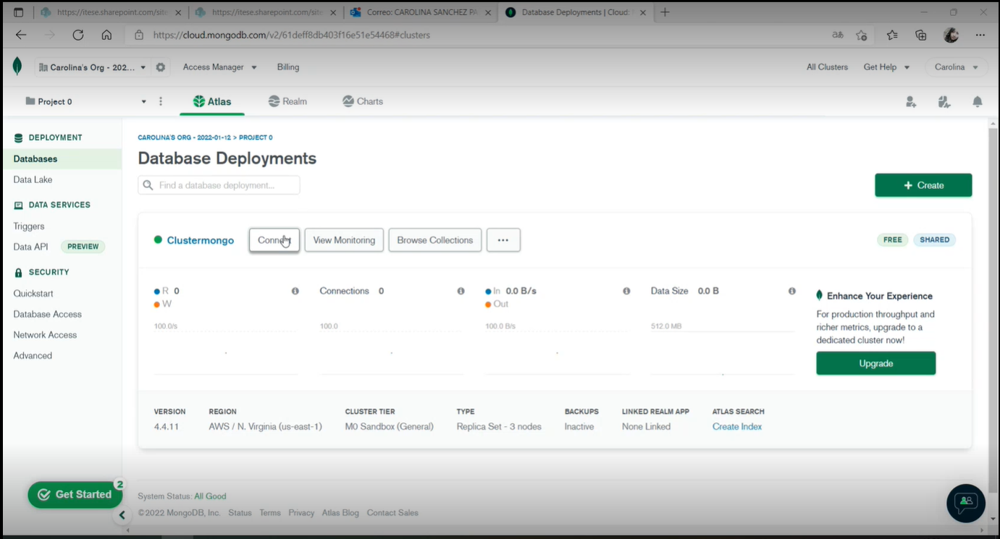 https://itese.sharepoint.com/site
https://itese.sharepoint.com/site
Correo: CAROLINA SANCHEZ PA
Database Deployments | Cloud:
https://cloud.mongodb.com/v2/61deff8db403f16e51e54468#clusters
Carolina's Org - 202...
Access Manager
Billing
All Clusters
Get Help
Carolina
Project 0
Atlas
Realm
Charts
DEPLOYMENT
Databases
Data Lake
DATA SERVICES
Triggers
Data API PREVIEW
SECURITY
Quickstart
Database Access
Network Access
Advanced
CAROLINA'S ORG - 2022-01-12 > PROJECT 0
Database Deployments
Find a database deployment...
+ Create
Clustermongo
Connect
View Monitoring
Browse Collections
...
FREE
SHARED
R 0
W
100.0/s
Connections 0
100.0
In 0.0 B/s
Out
100.0 B/s
Data Size 0.0 B
512.0 MB
Enhance Your Experience
For production throughput and
richer metrics, upgrade to a
dedicated cluster now!
Upgrade
VERSION
4.4.11
REGION
AWS / N. Virginia (us-east-1)
CLUSTER TIER
M0 Sandbox (General)
TYPE
Replica Set - 3 nodes
BACKUPS
Inactive
LINKED REALM APP
None Linked
ATLAS SEARCH
Create Index
Get Started
2
System Status: All Good
©2022 MongoDB, Inc. Status Terms Privacy Atlas Blog Contact Sales